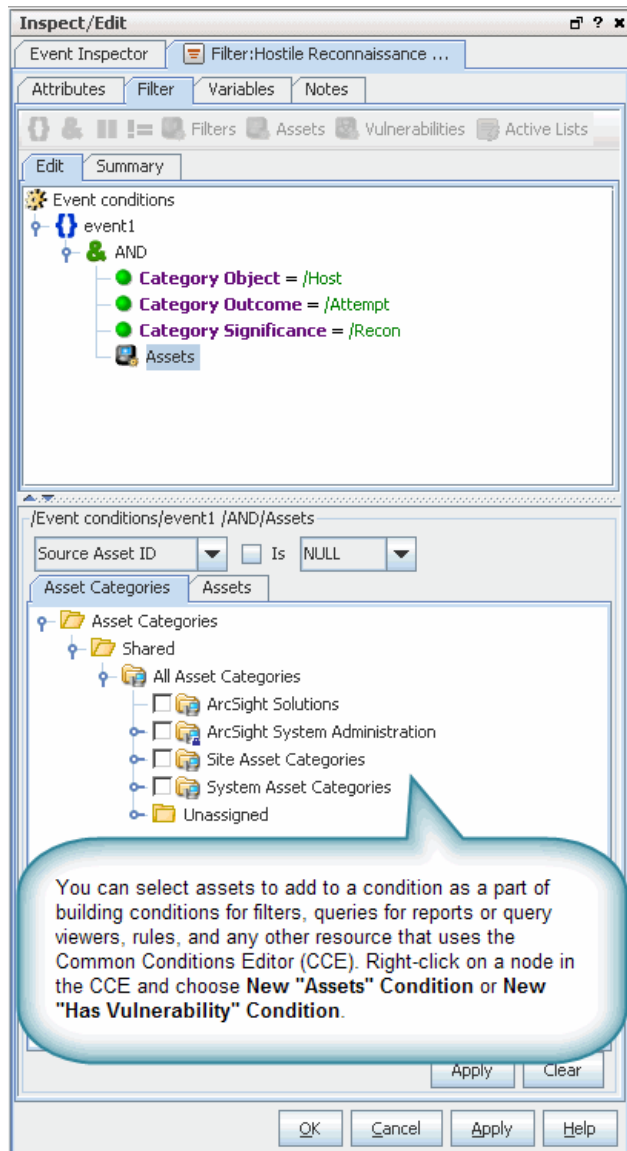 Inspect/Edit
Event Inspector Filter:Hostile Reconnaissance ...
Attributes Filter Variables Notes
{} & != Filters Assets Vulnerabilities Active Lists
Edit Summary
Event conditions
{} event1
& AND
Category Object = /Host
Category Outcome = /Attempt
Category Significance = /Recon
Assets
/Event conditions/event1 /AND/Assets
Source Asset ID Is NULL
Asset Categories Assets
Asset Categories
Shared
All Asset Categories
ArcSight Solutions
ArcSight System Administration
Site Asset Categories
System Asset Categories
Unassigned
You can select assets to add to a condition as a part of
building conditions for filters, queries for reports or query
viewers, rules, and any other resource that uses the
Common Conditions Editor (CCE). Right-click on a node in
the CCE and choose New "Assets" Condition or New
"Has Vulnerability" Condition.
Apply Clear
OK Cancel Apply Help